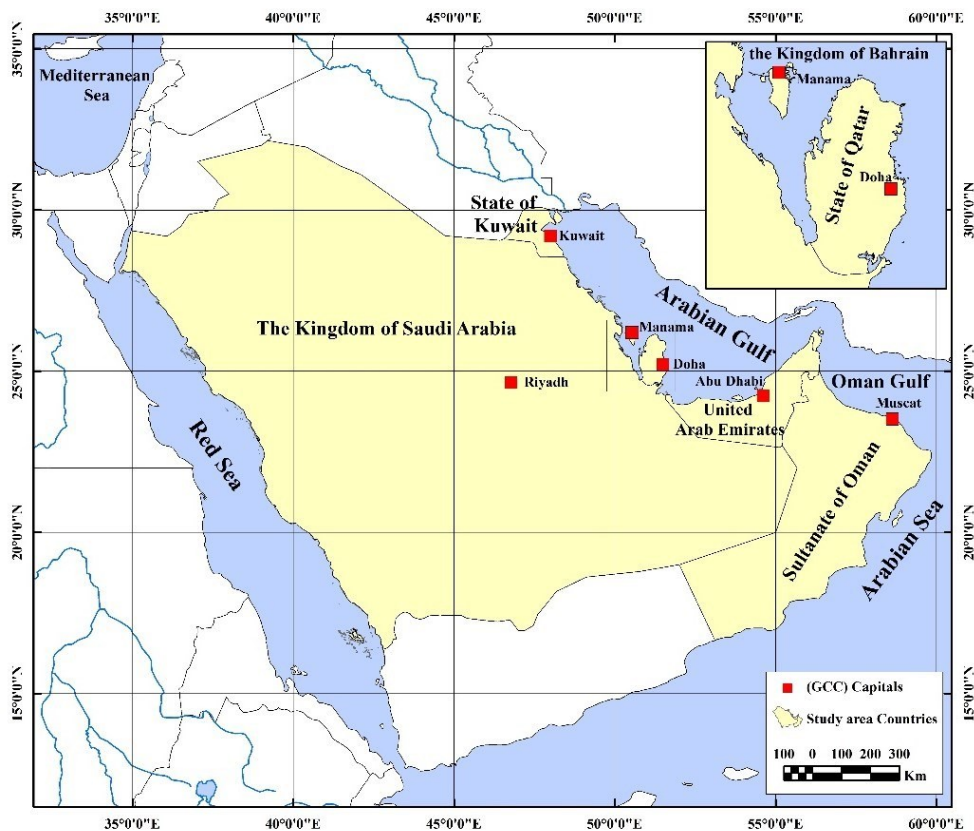 35°0'0"E 40°0'0"E 45°0'0"E 50°0'0"E 55°0'0"E 60°0'0"E
35°0'0"N
35°0'0"N
Mediterranean
Sea
the Kingdom of Bahrain
Manama
State of Qatar
Doha
30°0'0"N
30°0'0"N
State of
Kuwait
Kuwait
The Kingdom of Saudi Arabia
Arabian Gulf
Manama
Doha
25°0'0"N
25°0'0"N
Riyadh
Abu Dhabi
Oman Gulf
United
Arab Emirates
Muscat
Red Sea
Sultanate of Oman
Arabian Sea
20°0'0"N
20°0'0"N
15°0'0"N
15°0'0"N
(GCC) Capitals
Study area Countries
100 0 100 200 300
Km
35°0'0"E 40°0'0"E 45°0'0"E 50°0'0"E 55°0'0"E 60°0'0"E